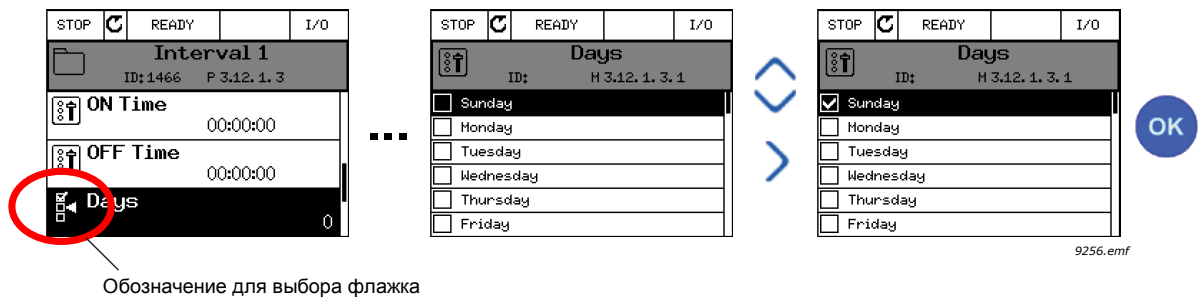 STOP READY I/O
Interval 1
ID:1466 P 3.12.1.3
ON Time
00:00:00
OFF Time
00:00:00
Days
0
STOP READY I/O
Days
ID: M 3.12.1.3.1
Sunday
Monday
Tuesday
Wednesday
Thursday
Friday
STOP READY I/O
Days
ID: M 3.12.1.3.1
Sunday
Monday
Tuesday
Wednesday
Thursday
Friday
OK
9256.emf
Обозначение для выбора флажка